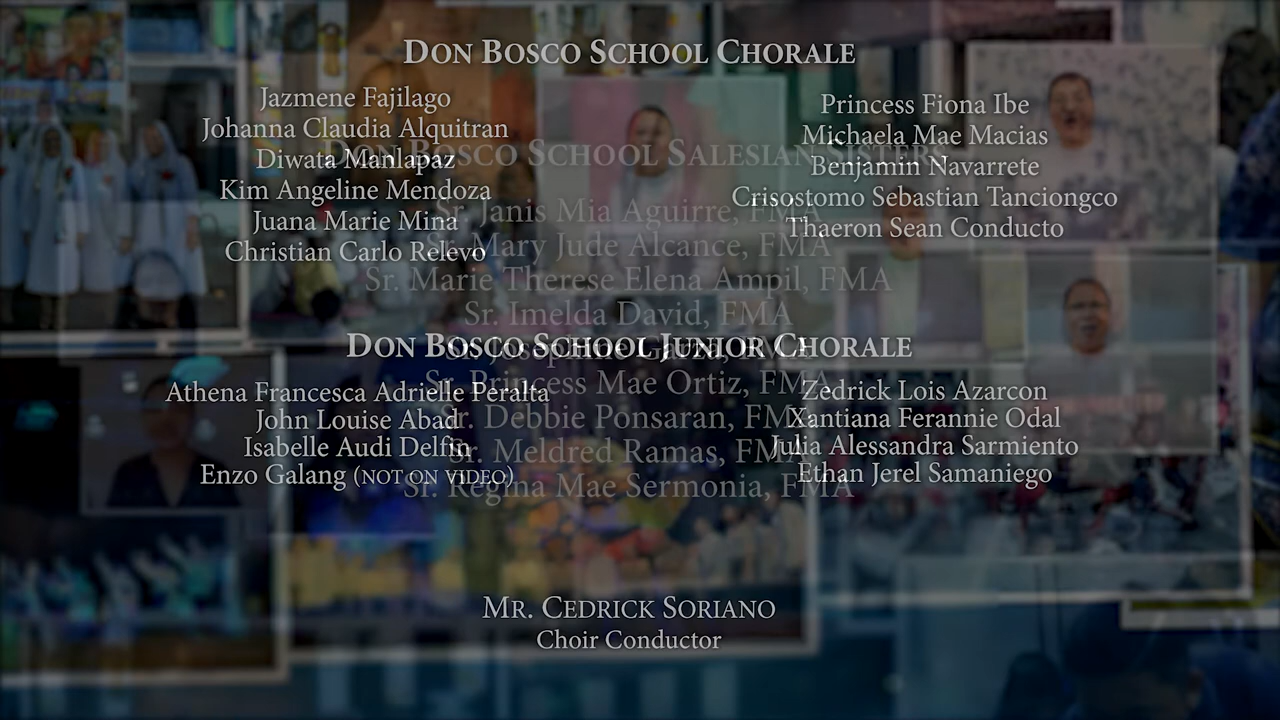 DON BOSCO SCHOOL CHORALE
Jazmene Fajilago
Johanna Claudia Alquitran
Diwata Manlapaz
Kim Angeline Mendoza
Juana Marie Mina
Christian Carlo Relevo
Princess Fiona Ibe
Michaela Mae Macias
Benjamin Navarrete
Crisostomo Sebastian Tanciongco
Thaeron Sean Conducto
DON BOSCO SCHOOL SALESIAN
Sr. Janis Mia Aguirre, FMA
Sr. Mary Jude Alcance, FMA
Sr. Marie Therese Elena Ampil, FMA
Sr. Imelda David, FMA
Sr. Princess Mae Ortiz, FMA
Sr. Debbie Ponsaran, FMA
Sr. Meldred Ramas, FMA
Sr. Regina Mae Sermonia, FMA
DON BOSCO SCHOOL JUNIOR CHORALE
Athena Francesca Adrielle Peralta
John Louise Abad
Isabelle Audi Delfin
Enzo Galang (NOT ON VIDEO)
Zedrick Lois Azarcon
Xantiana Ferannie Odal
Julia Alessandra Sarmiento
Ethan Jerel Samaniego
MR. CEDRICK SORIANO
Choir Conductor